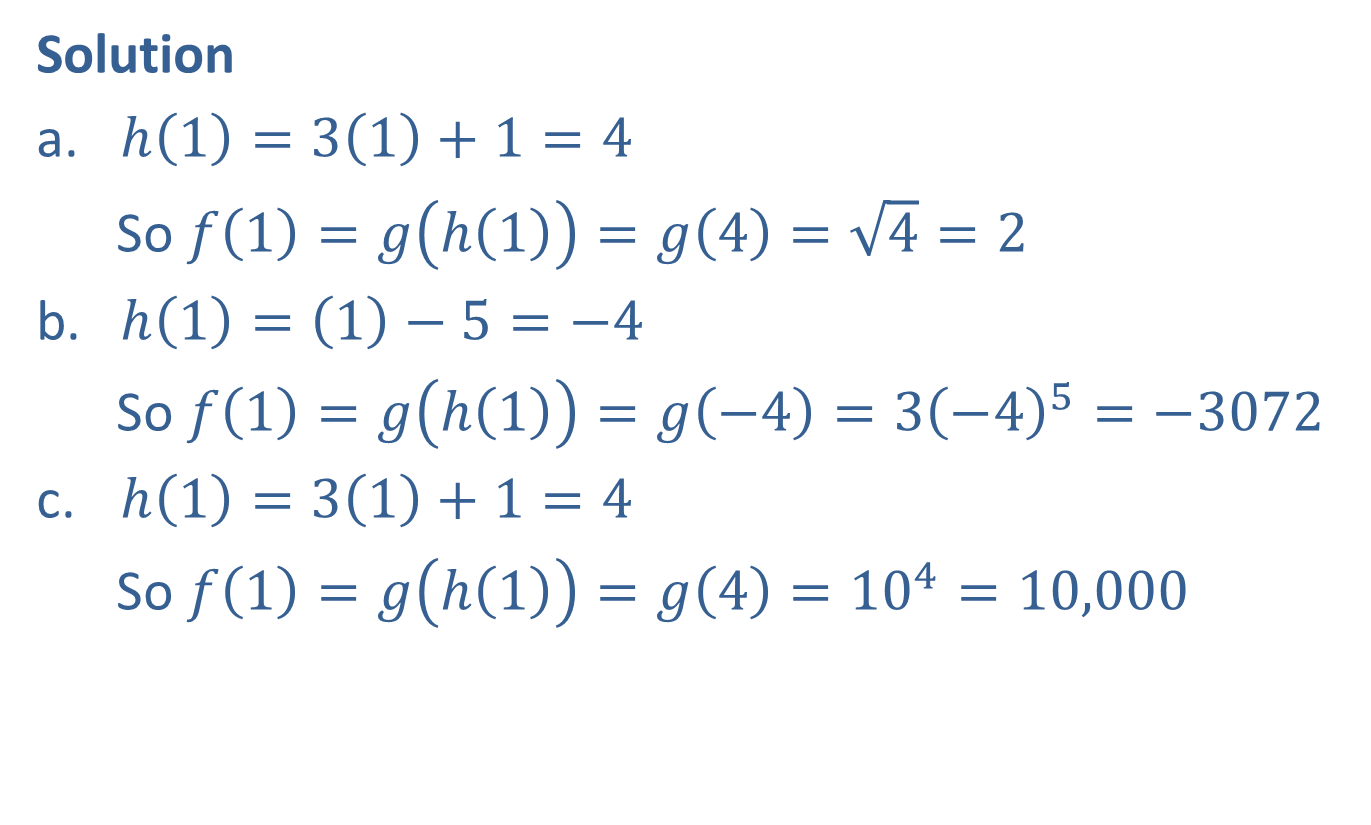 Solution
a. h(1) = 3(1) + 1 = 4
So f(1) = g(h(1)) = g(4) = √4 = 2
b. h(1) = (1) − 5 = −4
So f(1) = g(h(1)) = g(−4) = 3(−4)⁵ = −3072
c. h(1) = 3(1) + 1 = 4
So f(1) = g(h(1)) = g(4) = 10⁴ = 10,000